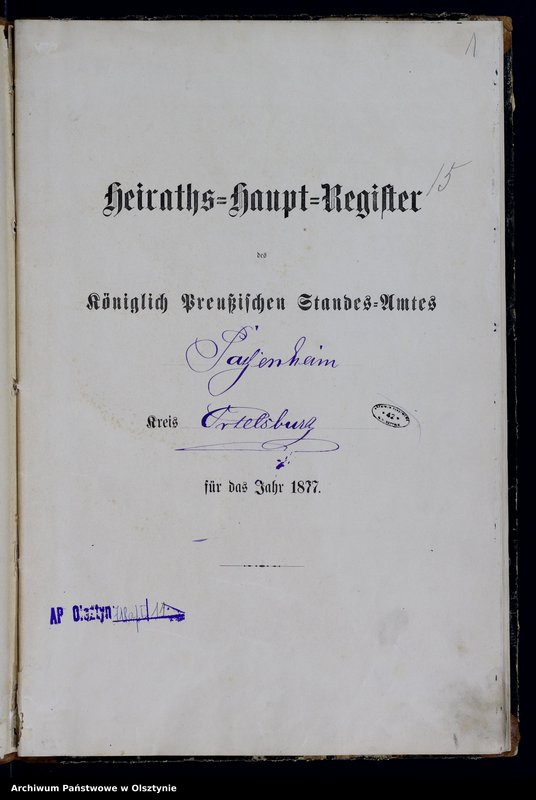 1
15
Heiraths=Haupt=Register
des
Königlich Preußischen Standes=Amtes
Passenheim
Kreis Ortelsburg
für das Jahr 1877.
42
AP Olsztyn
Archiwum Państwowe w Olsztynie